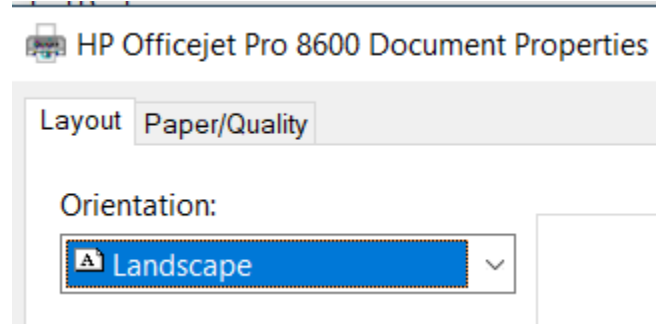 HP Officejet Pro 8600 Document Properties
Layout Paper/Quality
Orientation:
A Landscape